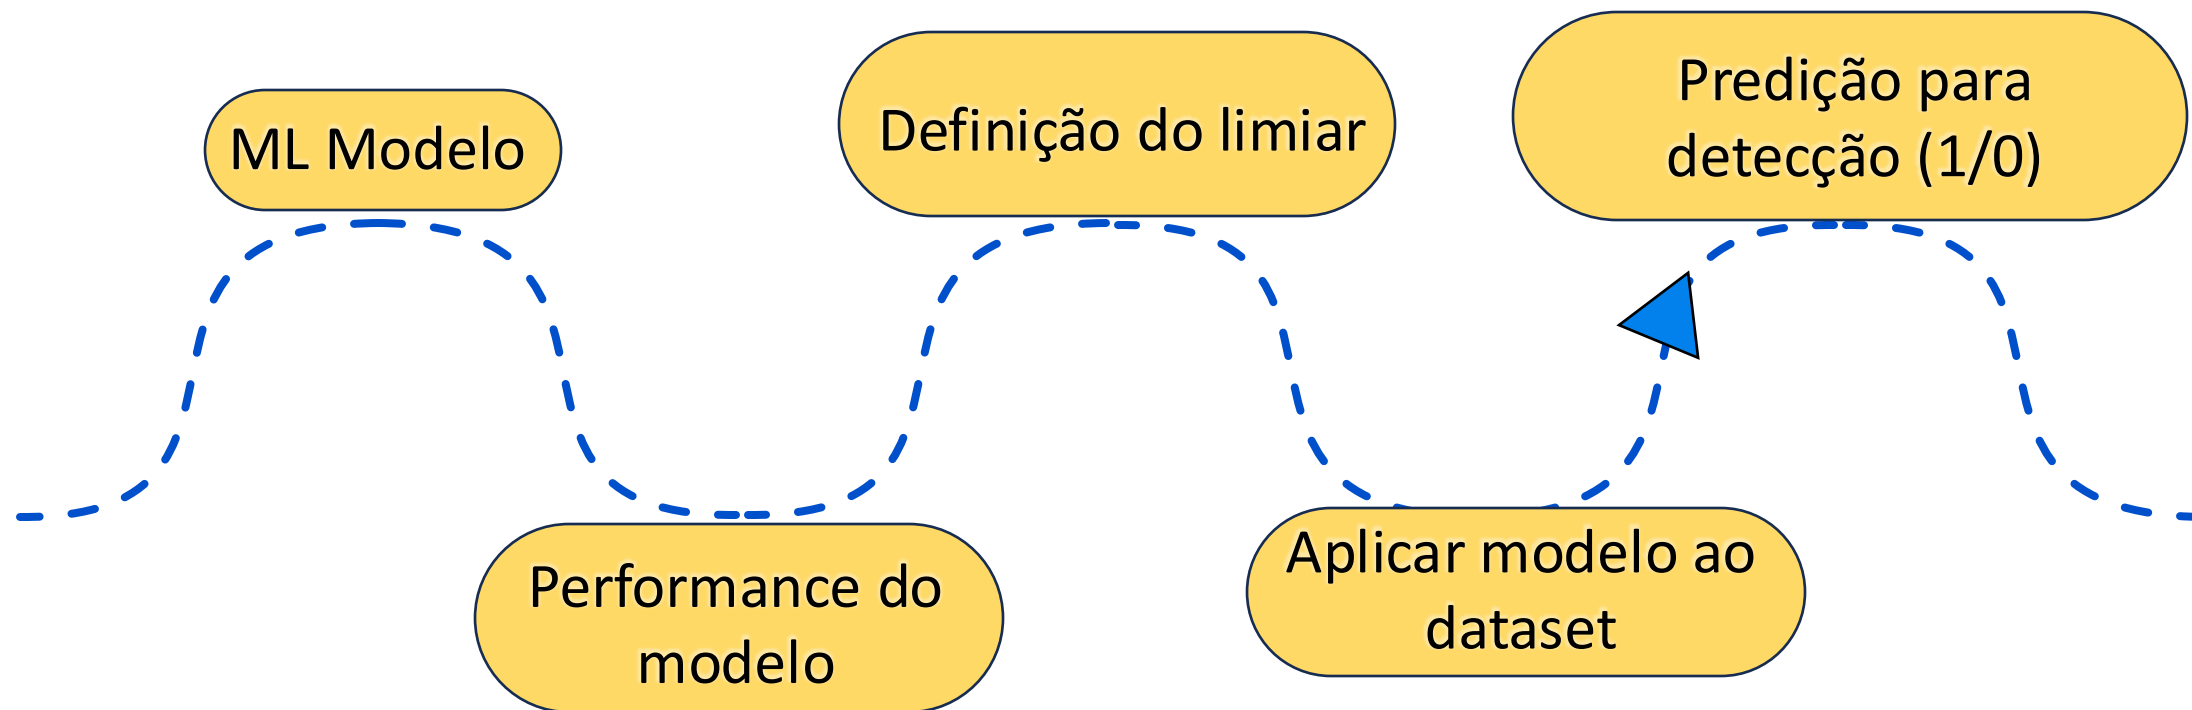 ML Modelo
Performance do
modelo
Definição do limiar
Aplicar modelo ao
dataset
Predição para
detecção (1/0)